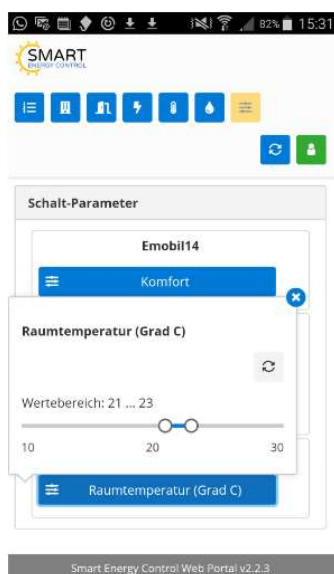 82% 15:31
SMART
ENERGY CONTROL
Schalt-Parameter
Emobil14
Komfort
Raumtemperatur (Grad C)
Wertebereich: 21 ... 23
10 20 30
Raumtemperatur (Grad C)
Smart Energy Control Web Portal v2.2.3